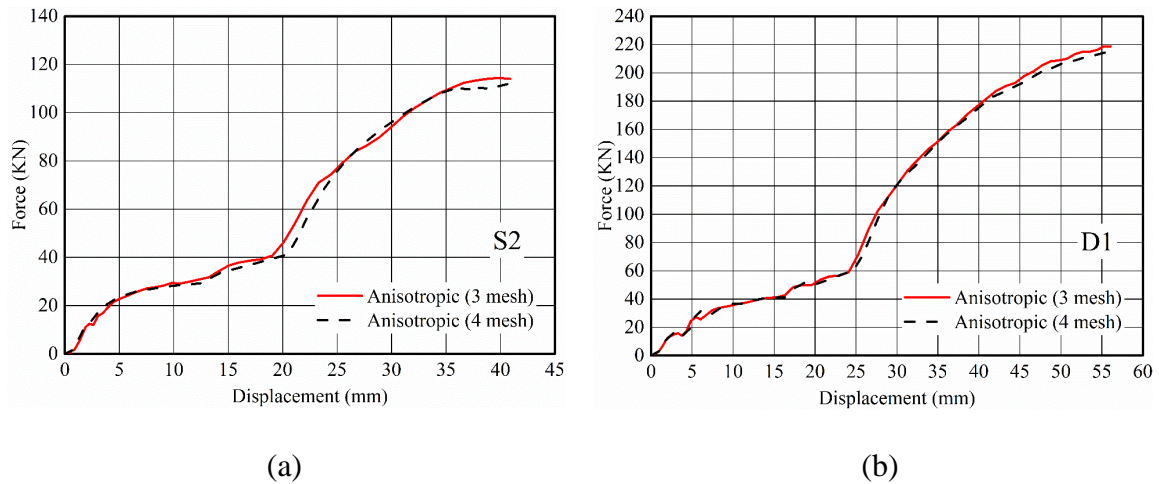 (a)
140
120
100
80
60
40
20
0
Force (KN)
0 5 10 15 20 25 30 35 40 45
Displacement (mm)
S2
Anisotropic (3 mesh)
Anisotropic (4 mesh)
(b)
240
220
200
180
160
140
120
100
80
60
40
20
0
Force (KN)
0 5 10 15 20 25 30 35 40 45 50 55 60
Displacement (mm)
D1
Anisotropic (3 mesh)
Anisotropic (4 mesh)
(a)
(b)